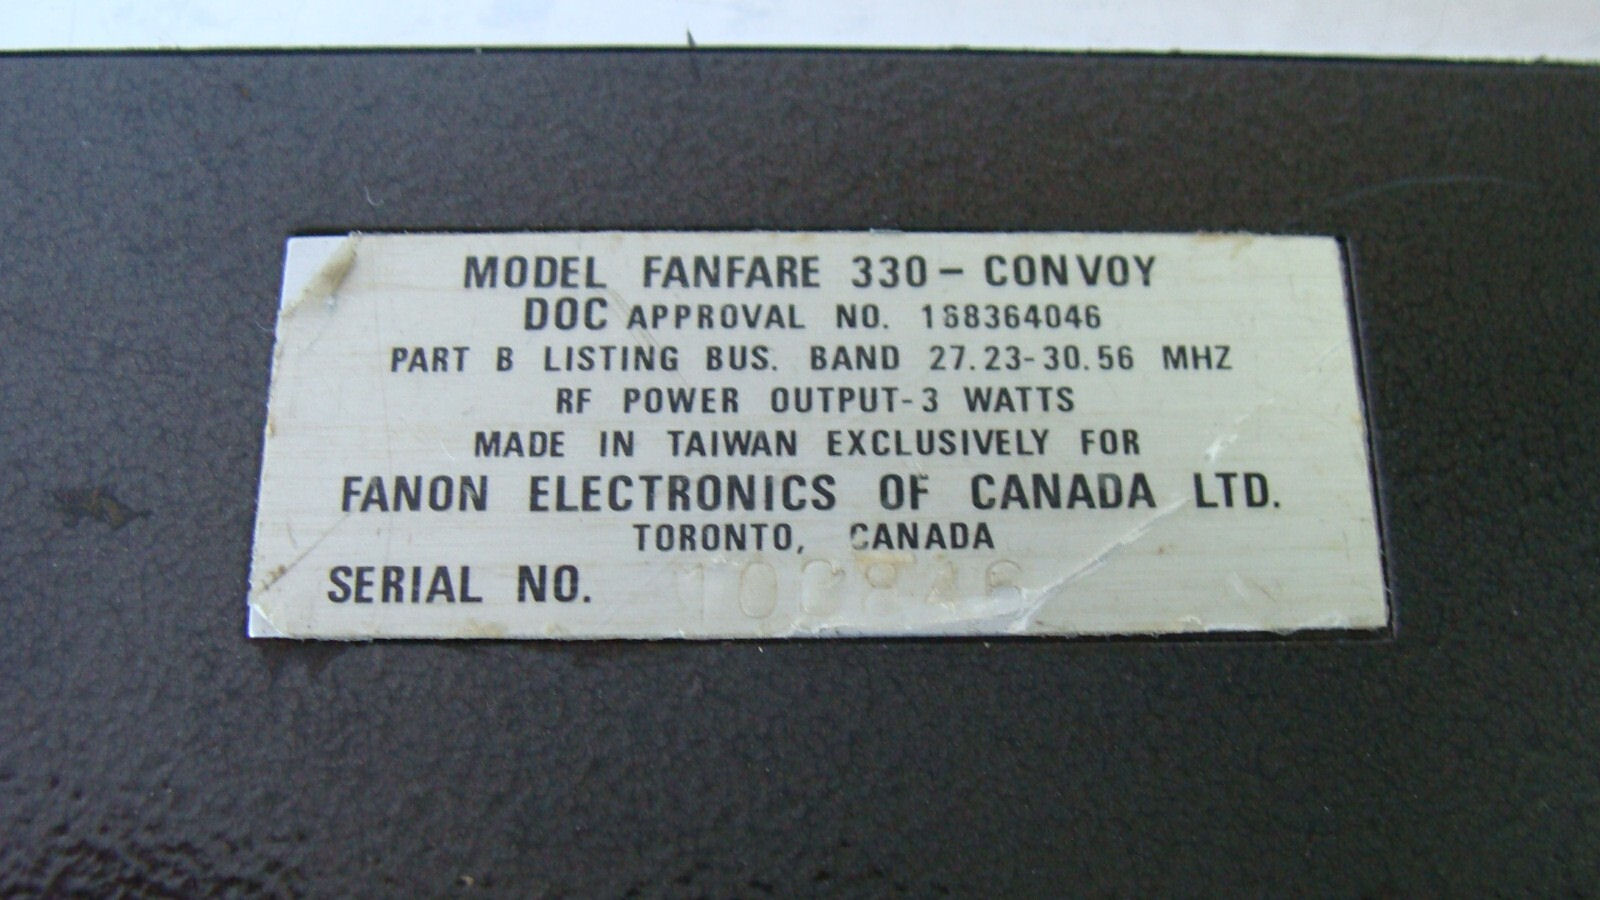 MODEL FANFARE 330 - CONVOY
DOC APPROVAL NO. 168364046
PART B LISTING BUS. BAND 27.23-30.56 MHZ
RF POWER OUTPUT-3 WATTS
MADE IN TAIWAN EXCLUSIVELY FOR
FANON ELECTRONICS OF CANADA LTD.
TORONTO, CANADA
SERIAL NO.